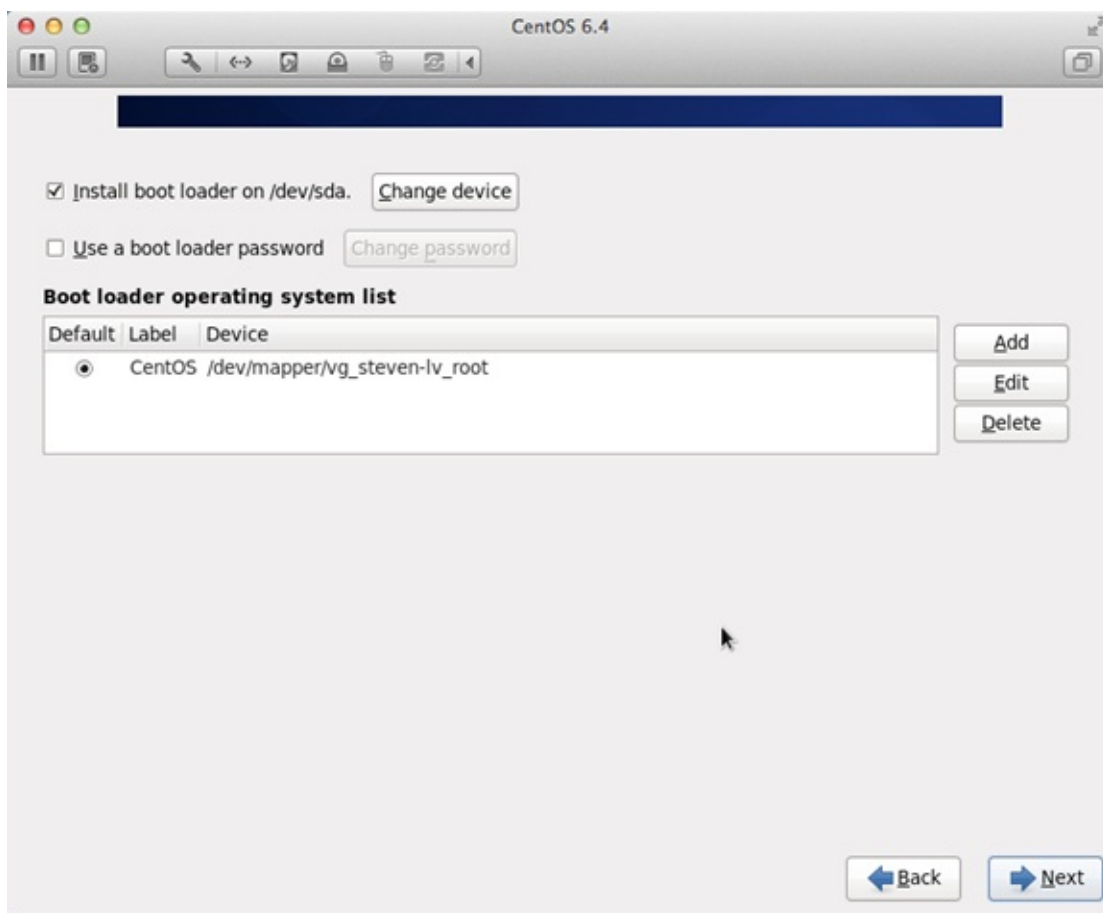 CentOS 6.4
Install boot loader on /dev/sda. Change device
Use a boot loader password Change password
Boot loader operating system list
Default Label Device
CentOS /dev/mapper/vg_steven-lv_root
Add
Edit
Delete
Back Next